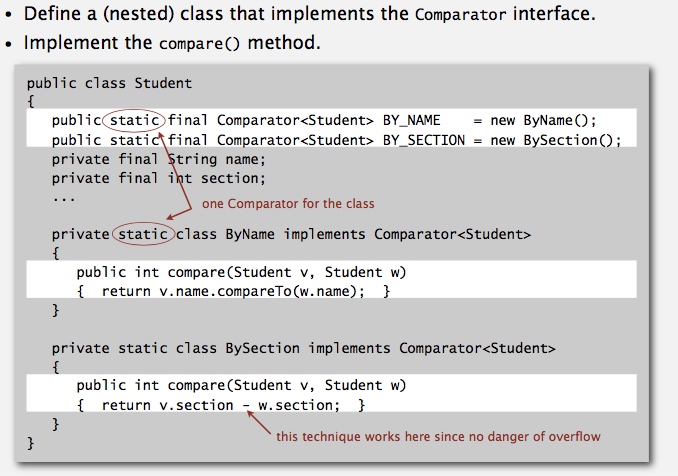 • Define a (nested) class that implements the Comparator interface.
• Implement the compare() method.
public class Student
{
public static final Comparator<Student> BY_NAME = new ByName();
public static final Comparator<Student> BY_SECTION = new BySection();
private final String name;
private final int section;
...
one Comparator for the class
private static class ByName implements Comparator<Student>
{
public int compare(Student v, Student w)
{ return v.name.compareTo(w.name); }
}
private static class BySection implements Comparator<Student>
{
public int compare(Student v, Student w)
{ return v.section - w.section; }
}
this technique works here since no danger of overflow
}